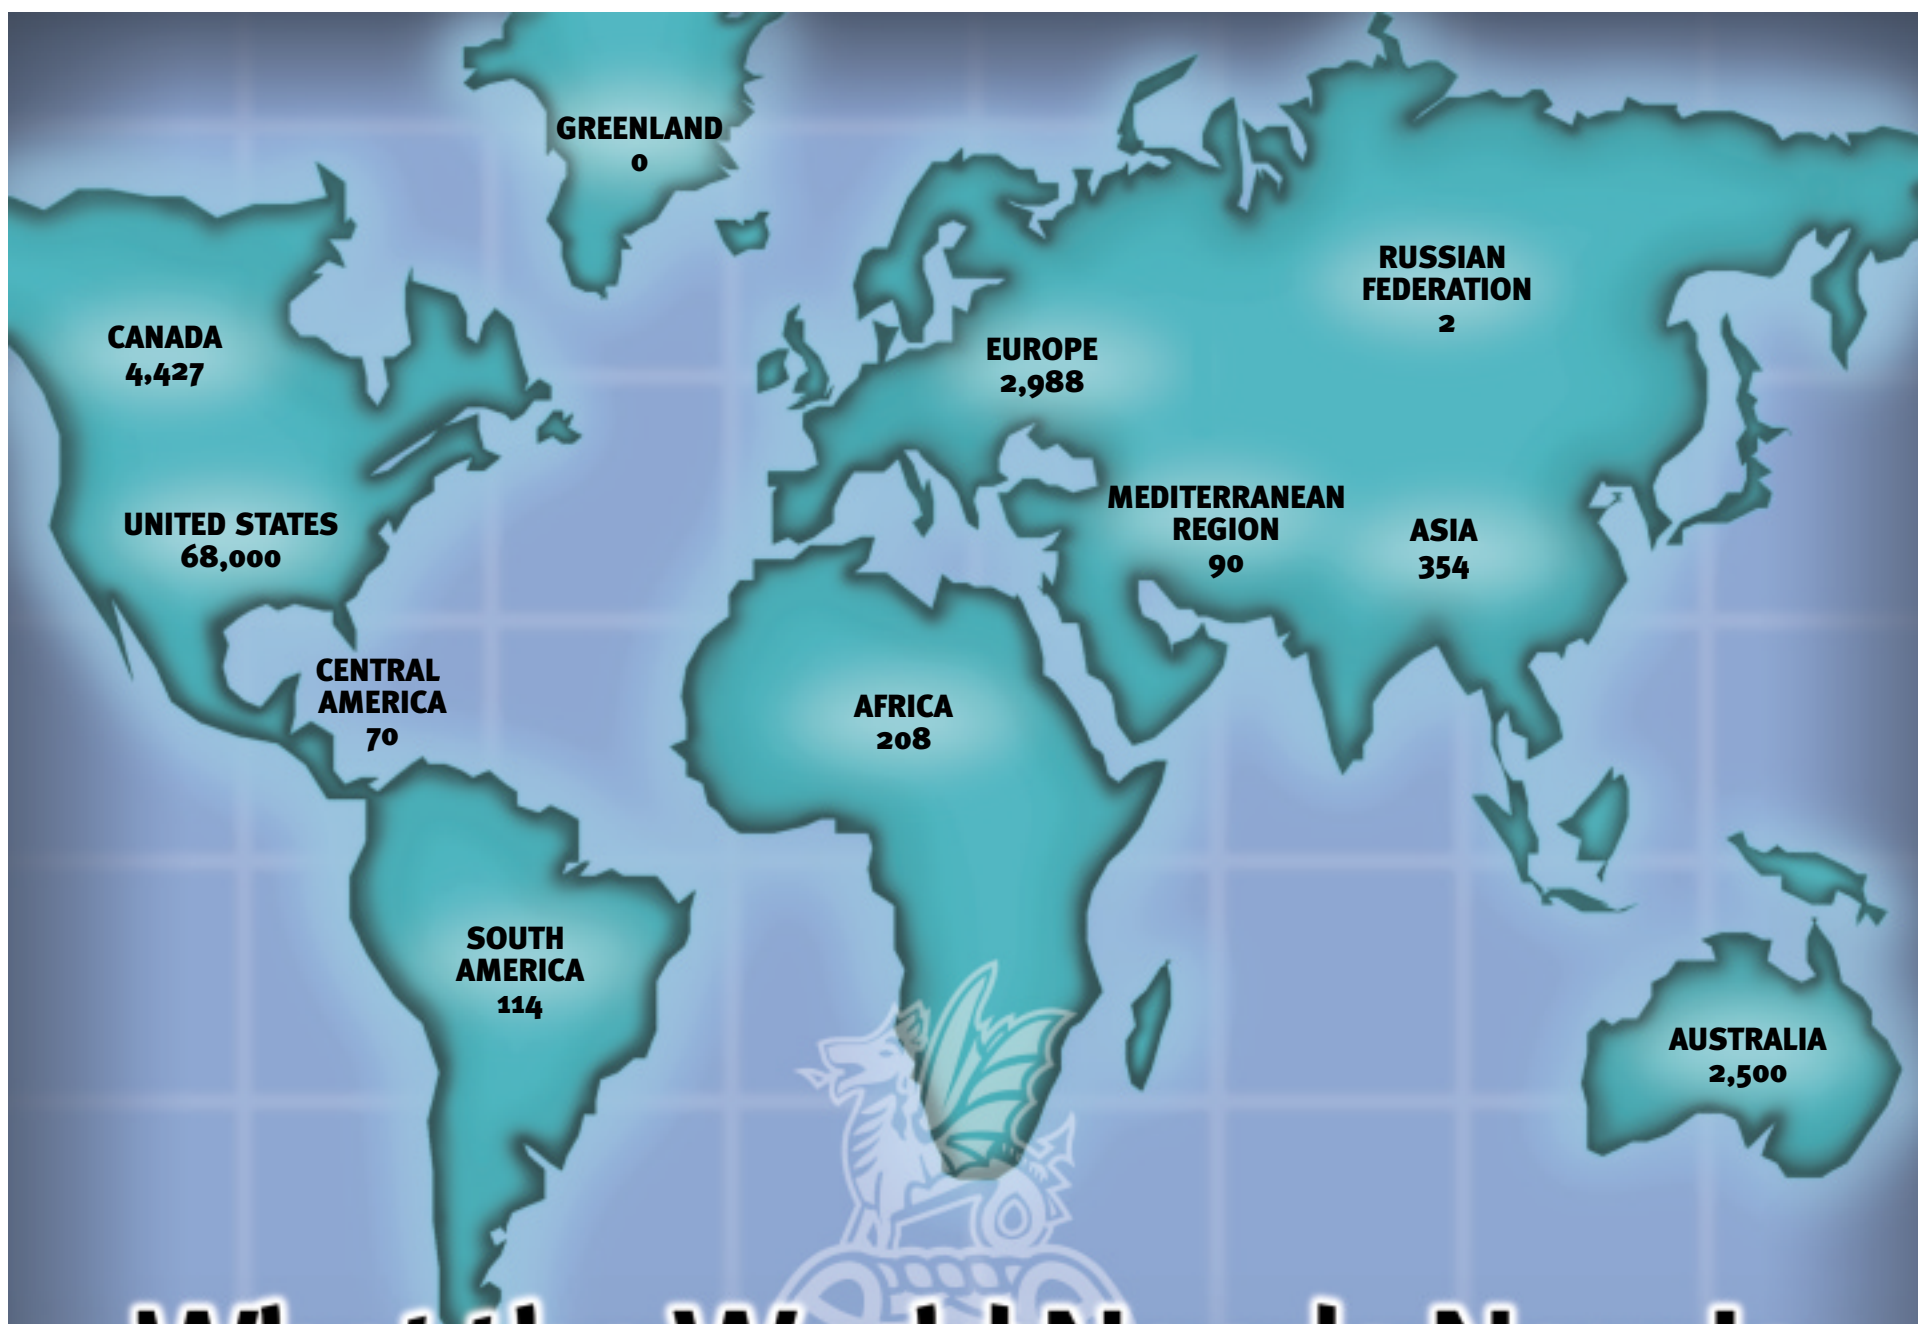 GREENLAND
0
CANADA
4,427
RUSSIAN
FEDERATION
2
EUROPE
2,988
UNITED STATES
68,000
MEDITERRANEAN
REGION
90
ASIA
354
CENTRAL
AMERICA
70
AFRICA
208
SOUTH
AMERICA
114
AUSTRALIA
2,500